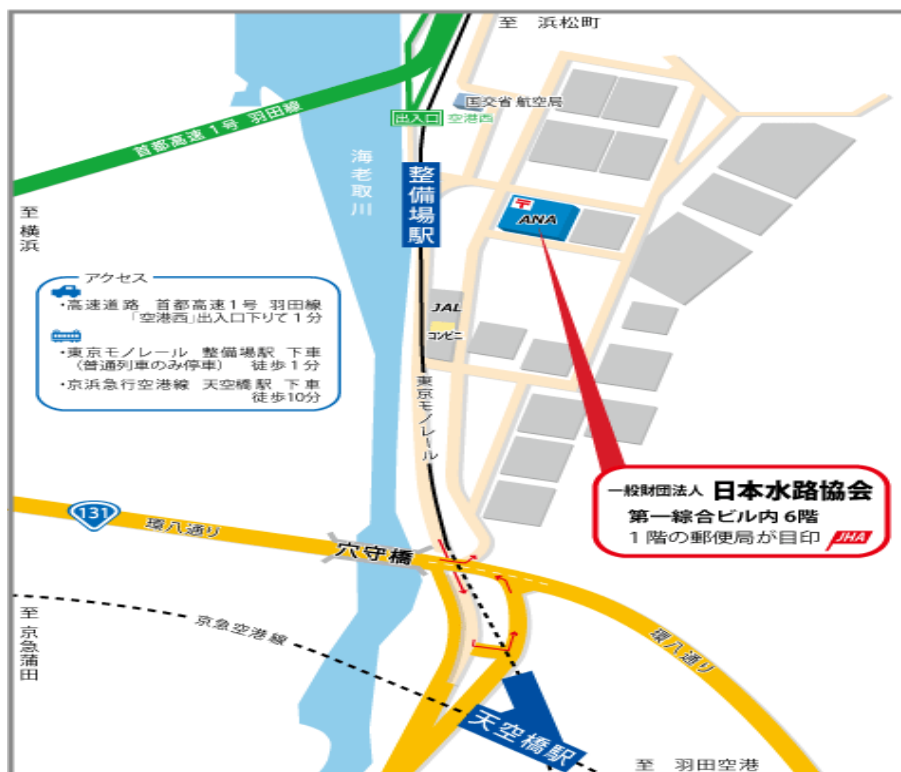 至 浜松町
国交省 航空局
出入口 空港西
首都高速1号 羽田線
海老取川
整備場駅
至 横浜
〒
ANA
アクセス
・高速道路 首都高速1号 羽田線
「空港西」出入口下りて1分
・東京モノレール 整備場駅 下車
(普通列車のみ停車) 徒歩1分
・京浜急行空港線 天空橋駅 下車
徒歩10分
JAL
コンビニ
東京モノレール
一般財団法人 日本水路協会
第一綜合ビル内 6階
1階の郵便局が目印 JHA
131
環八通り
穴守橋
至 京急蒲田
京急空港線
環八通り
天空橋駅
至 羽田空港